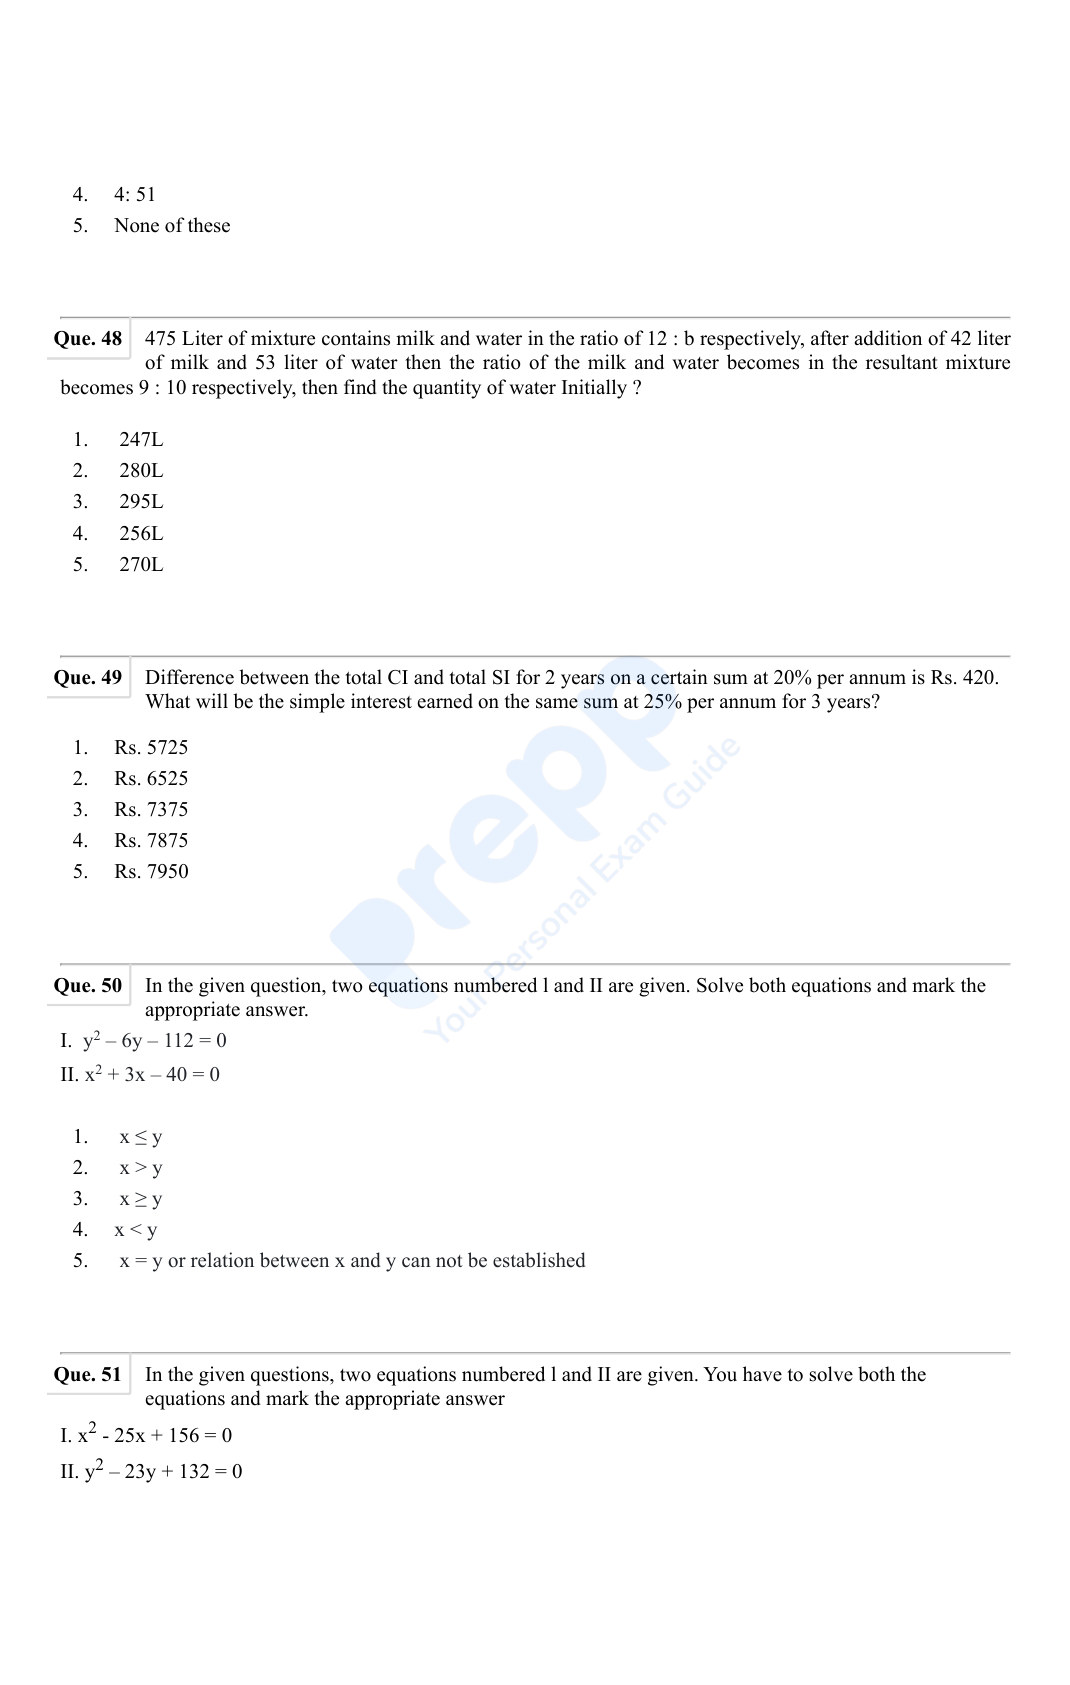 4. 4: 51
5. None of these
Que. 48 475 Liter of mixture contains milk and water in the ratio of 12 : b respectively, after addition of 42 liter
of milk and 53 liter of water then the ratio of the milk and water becomes in the resultant mixture
becomes 9 : 10 respectively, then find the quantity of water Initially ?
1. 247L
2. 280L
3. 295L
4. 256L
5. 270L
Que. 49 Difference between the total CI and total SI for 2 years on a certain sum at 20% per annum is Rs. 420.
What will be the simple interest earned on the same sum at 25% per annum for 3 years?
1. Rs. 5725
2. Rs. 6525
3. Rs. 7375
4. Rs. 7875
5. Rs. 7950
prepp
Your Personal Exam Guide
Que. 50 In the given question, two equations numbered l and II are given. Solve both equations and mark the
appropriate answer.
I. y² – 6y – 112 = 0
II. x² + 3x – 40 = 0
1. x ≤ y
2. x > y
3. x ≥ y
4. x < y
5. x = y or relation between x and y can not be established
Que. 51 In the given questions, two equations numbered l and II are given. You have to solve both the
equations and mark the appropriate answer
I. x² - 25x + 156 = 0
II. y² – 23y + 132 = 0